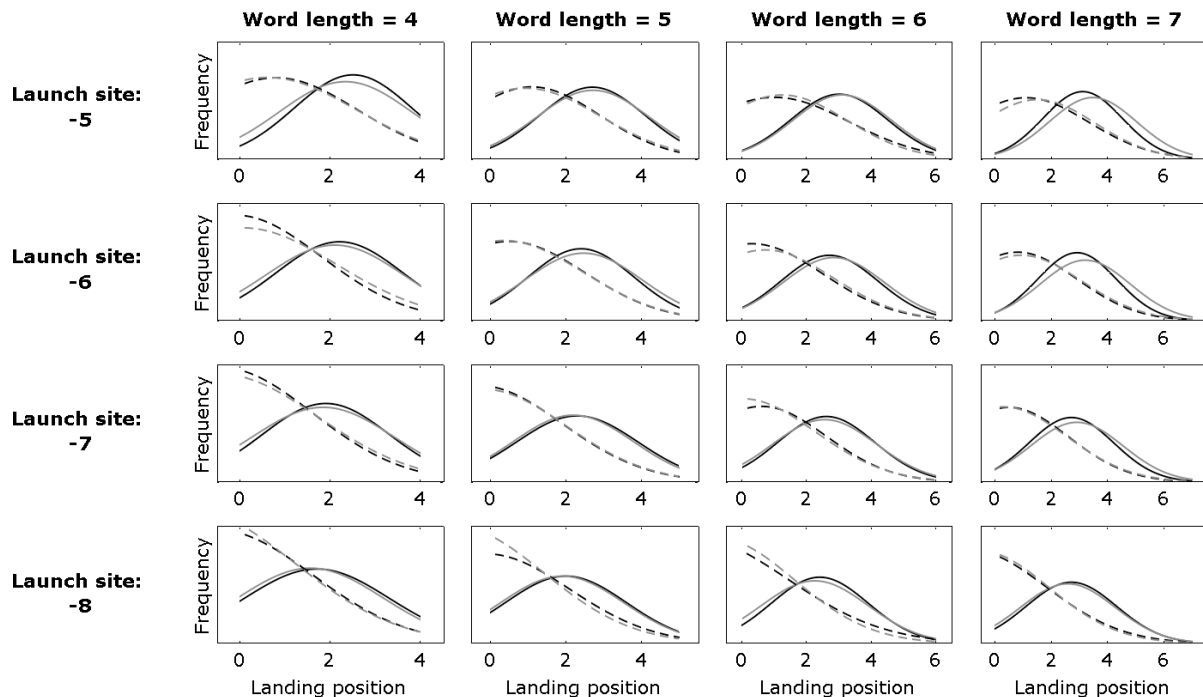 Word length = 4 Word length = 5 Word length = 6 Word length = 7
Launch site:
-5
Frequency
0 2 4 0 2 4 0 2 4 6 0 2 4 6
Launch site:
-6
Frequency
0 2 4 0 2 4 0 2 4 6 0 2 4 6
Launch site:
-7
Frequency
0 2 4 0 2 4 0 2 4 6 0 2 4 6
Launch site:
-8
Frequency
0 2 4 0 2 4 0 2 4 6 0 2 4 6
Landing position Landing position Landing position Landing position